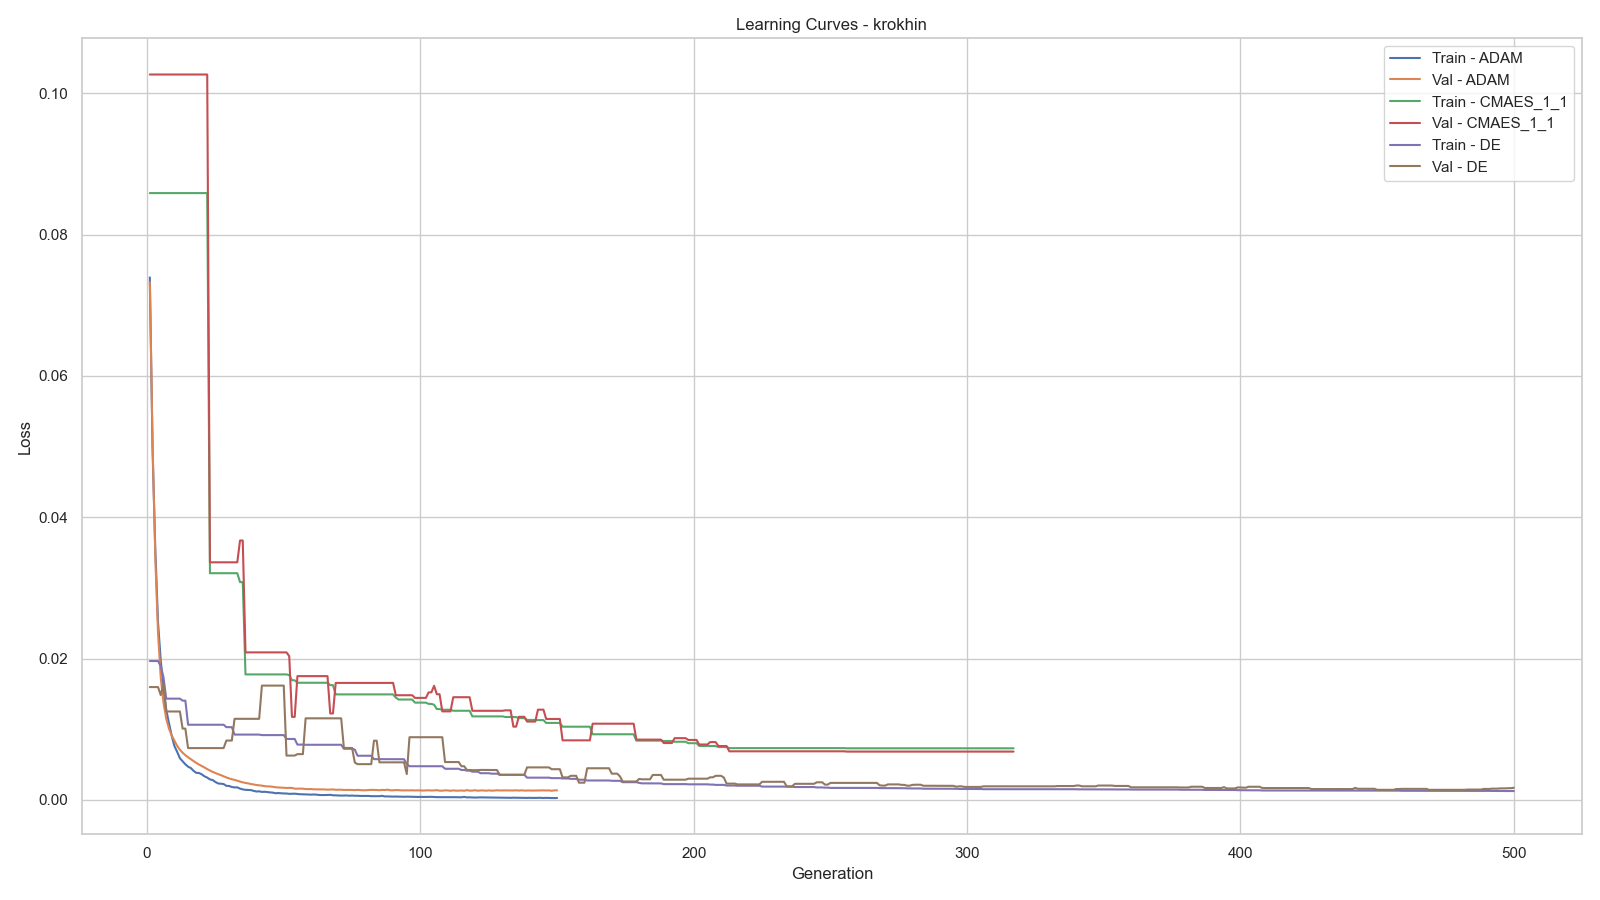 Learning Curves - krokhin
Train - ADAM
Val - ADAM
Train - CMAES_1_1
Val - CMAES_1_1
Train - DE
Val - DE
0.10
0.08
0.06
0.04
0.02
0.00
Loss
0
100
200
300
400
500
Generation